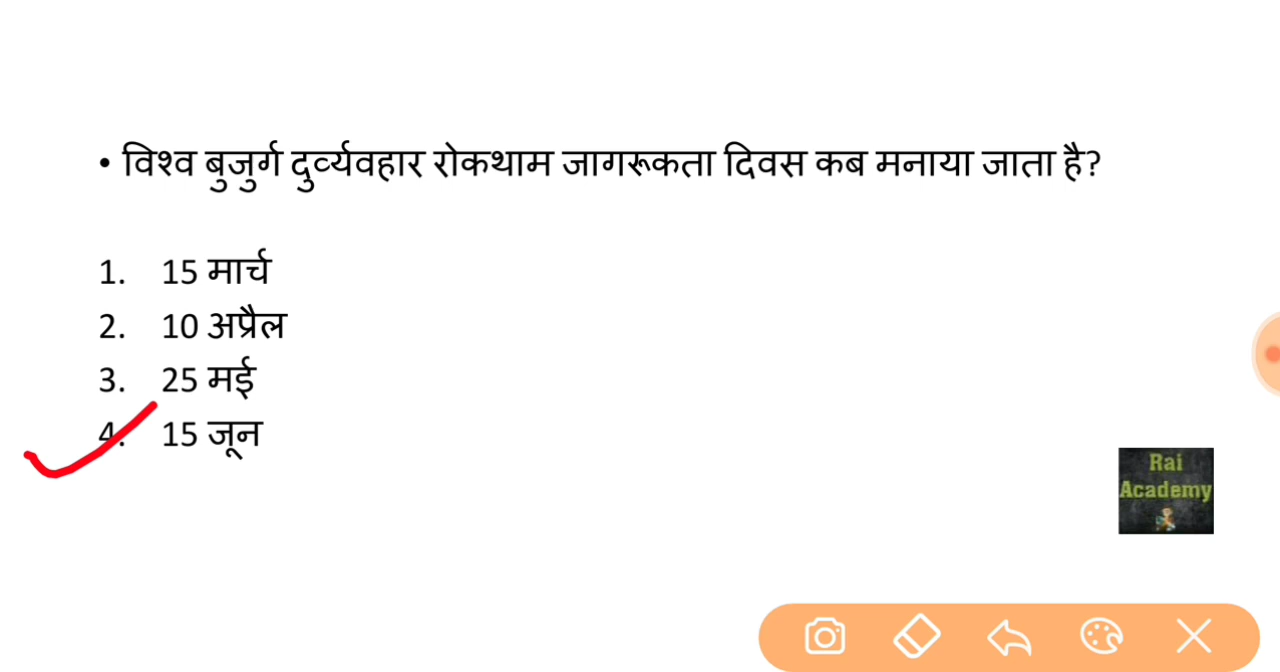 • विश्व बुजुर्ग दुर्व्यवहार रोकथाम जागरूकता दिवस कब मनाया जाता है?
1. 15 मार्च
2. 10 अप्रैल
3. 25 मई
4. 15 जून
Rai
Academy